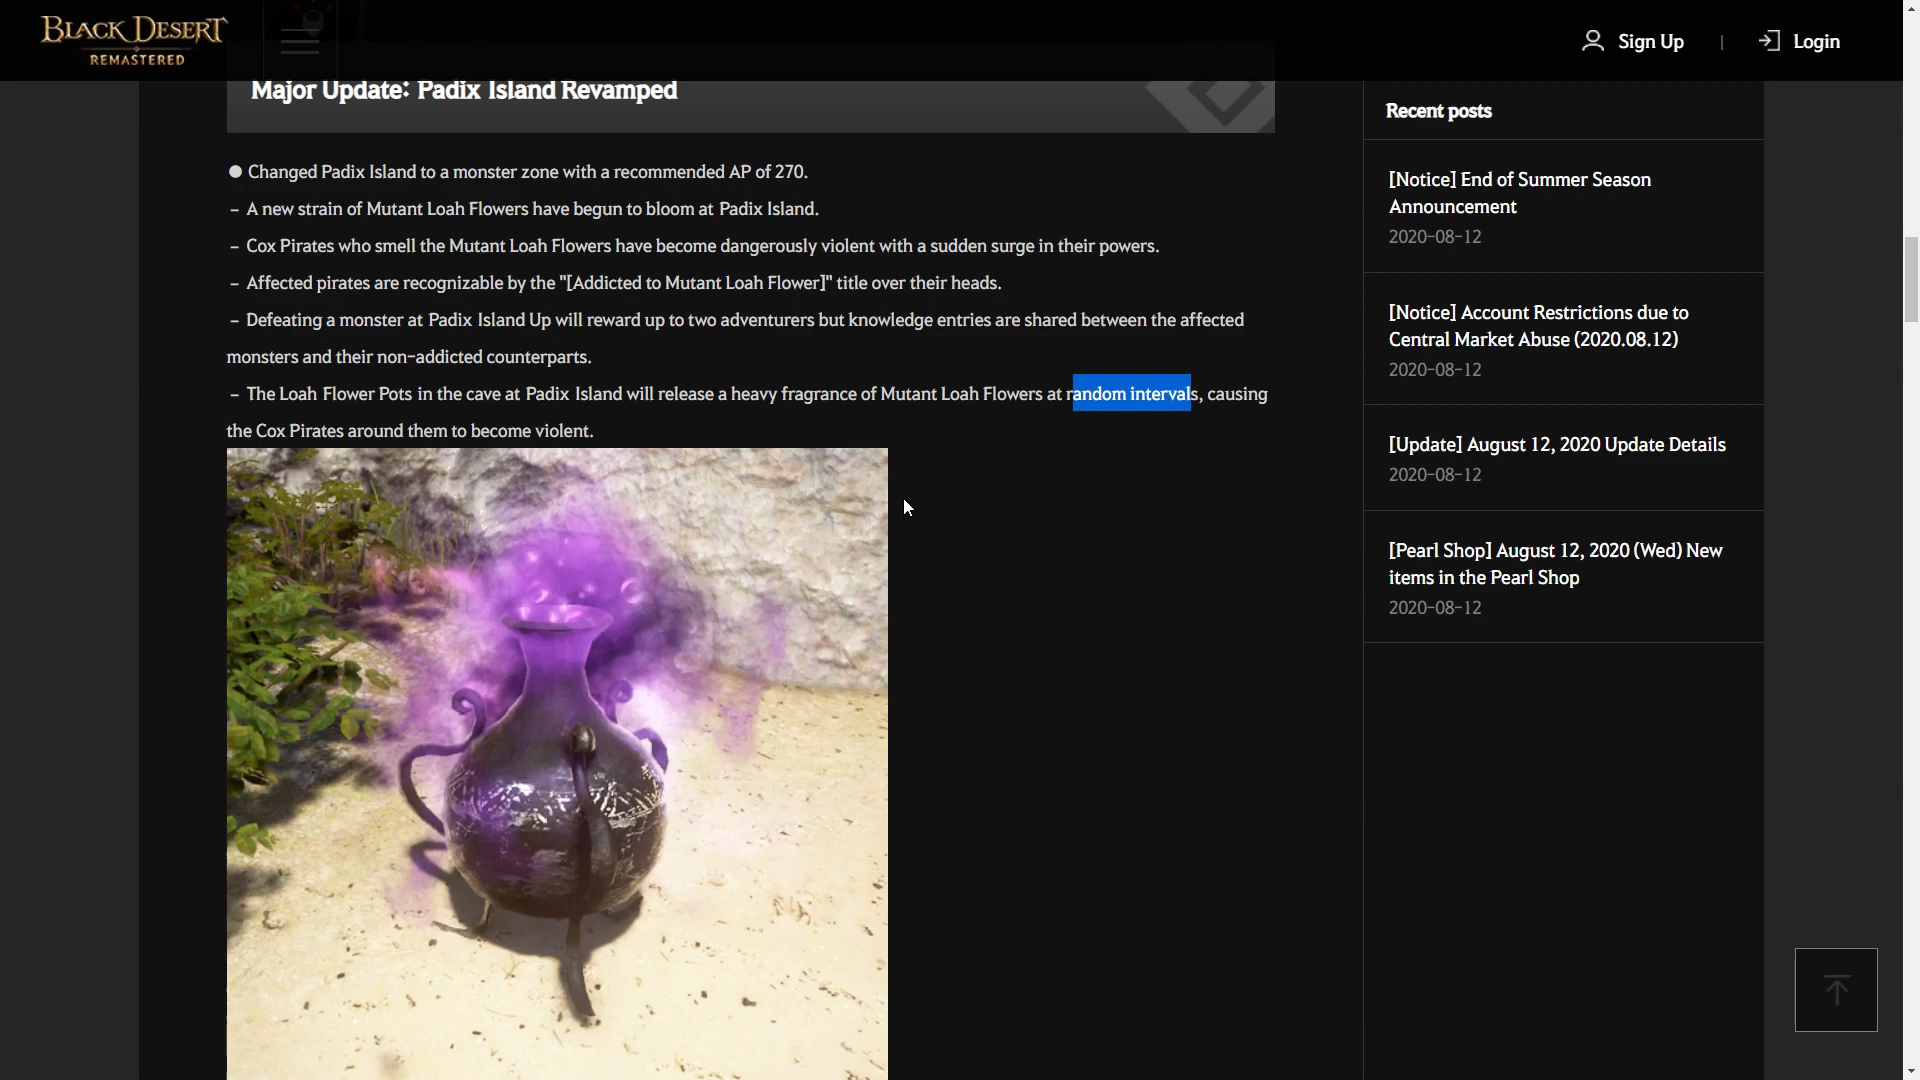 BLACK DESERT
REMASTERED
Sign Up | Login
Major Update: Padix Island Revamped
● Changed Padix Island to a monster zone with a recommended AP of 270.
– A new strain of Mutant Loah Flowers have begun to bloom at Padix Island.
– Cox Pirates who smell the Mutant Loah Flowers have become dangerously violent with a sudden surge in their powers.
– Affected pirates are recognizable by the "[Addicted to Mutant Loah Flower]" title over their heads.
– Defeating a monster at Padix Island Up will reward up to two adventurers but knowledge entries are shared between the affected
monsters and their non-addicted counterparts.
– The Loah Flower Pots in the cave at Padix Island will release a heavy fragrance of Mutant Loah Flowers at random intervals, causing
the Cox Pirates around them to become violent.
Recent posts
[Notice] End of Summer Season
Announcement
2020-08-12
[Notice] Account Restrictions due to
Central Market Abuse (2020.08.12)
2020-08-12
[Update] August 12, 2020 Update Details
2020-08-12
[Pearl Shop] August 12, 2020 (Wed) New
items in the Pearl Shop
2020-08-12